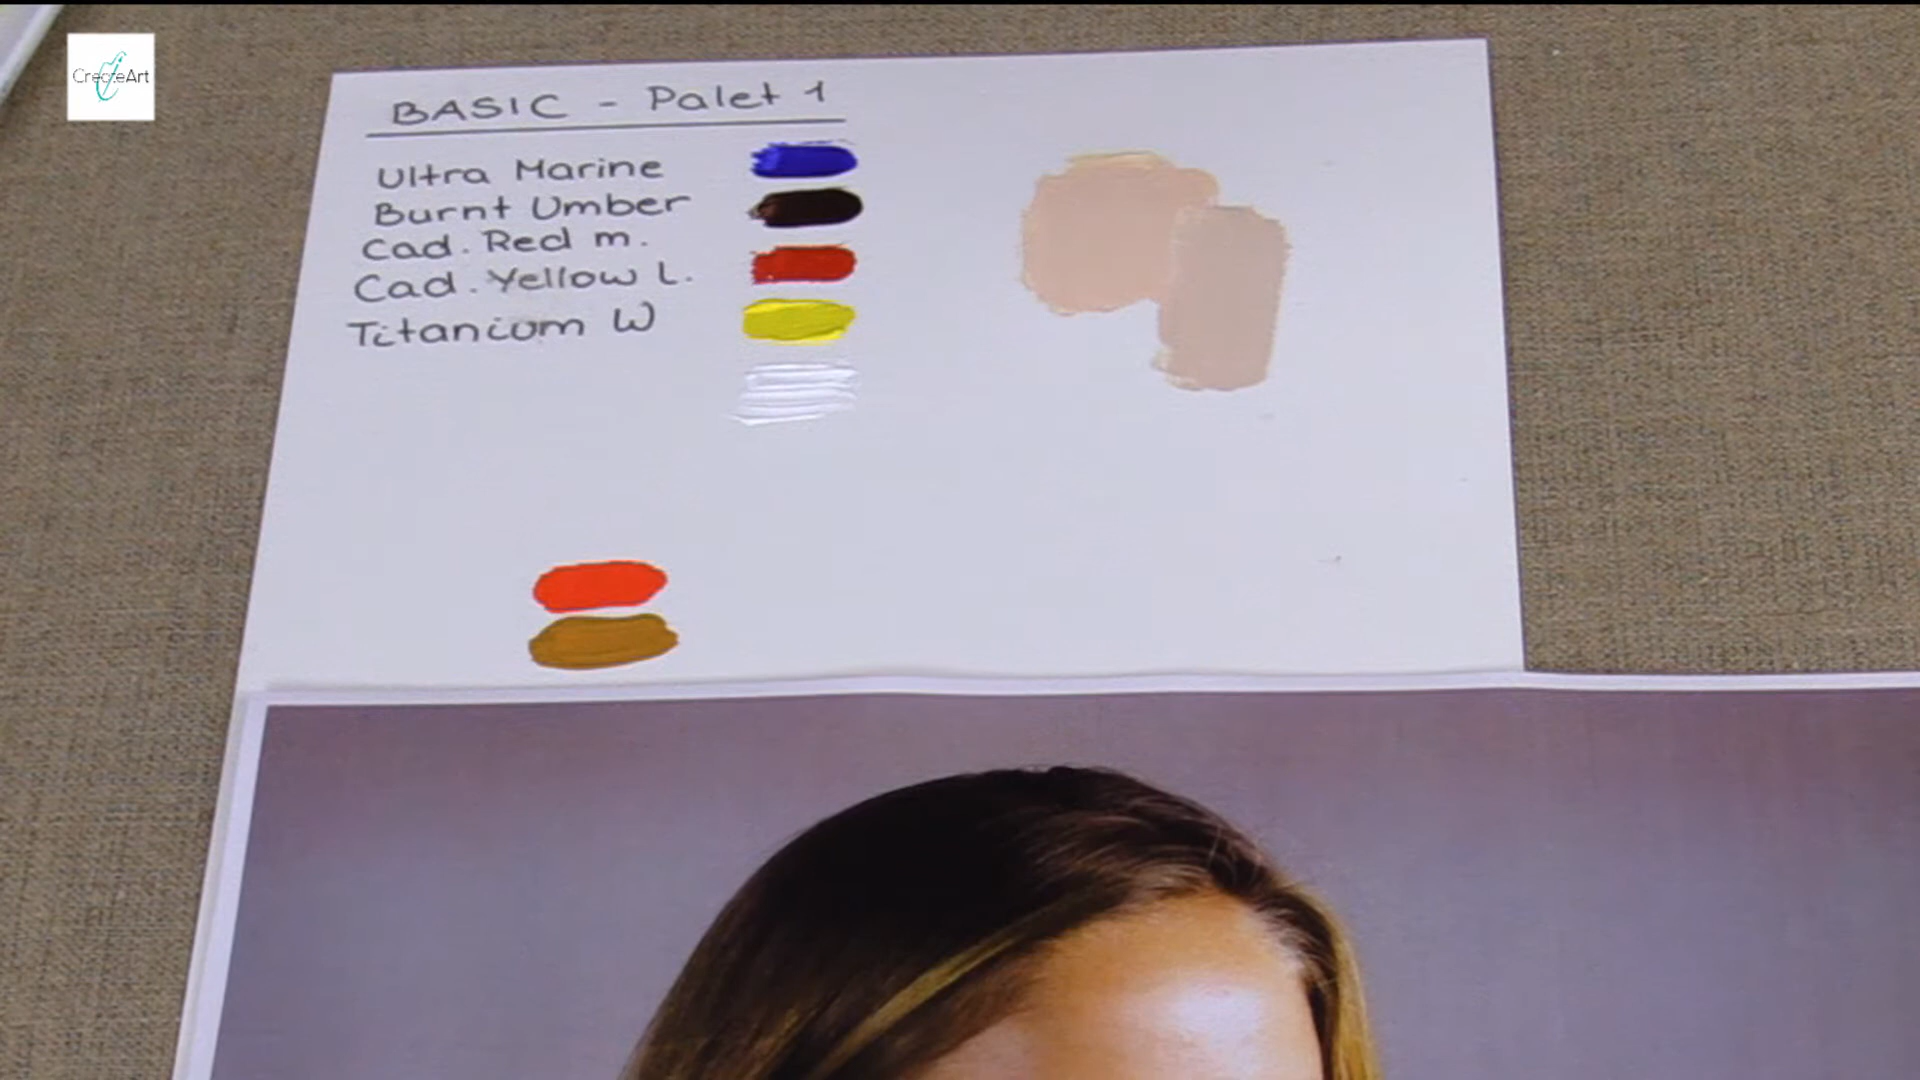 CreateArt
BASIC - Palet 1
Ultra Marine
Burnt Umber
Cad. Red m.
Cad. Yellow L.
Titanium W